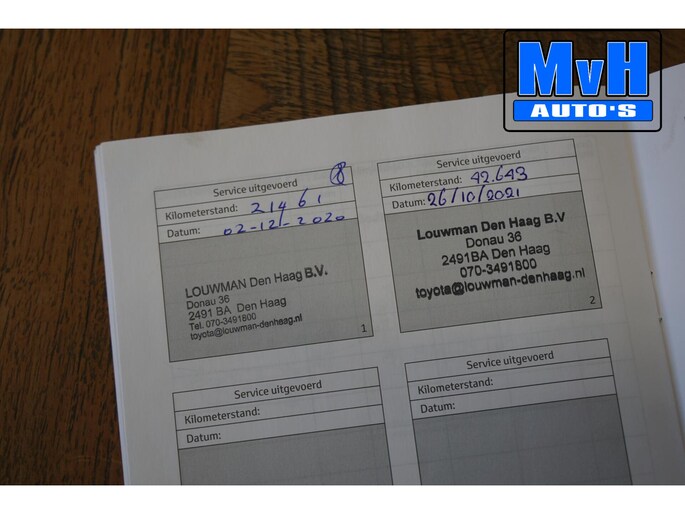 MvH
AUTO'S
Service uitgevoerd
Kilometerstand: 21461
Datum: 02-12-2020
LOUWMAN Den Haag B.V.
Donau 36
2491 BA Den Haag
Tel. 070-3491800
toyota@louwman-denhaag.nl
1
Service uitgevoerd
Kilometerstand: 42.643
Datum: 26/10/2021
Louwman Den Haag B.V
Donau 36
2491BA Den Haag
070-3491800
toyota@louwman-denhaag.nl
2
Service uitgevoerd
Kilometerstand:
Datum:
Service uitgevoerd
Kilometerstand:
Datum: